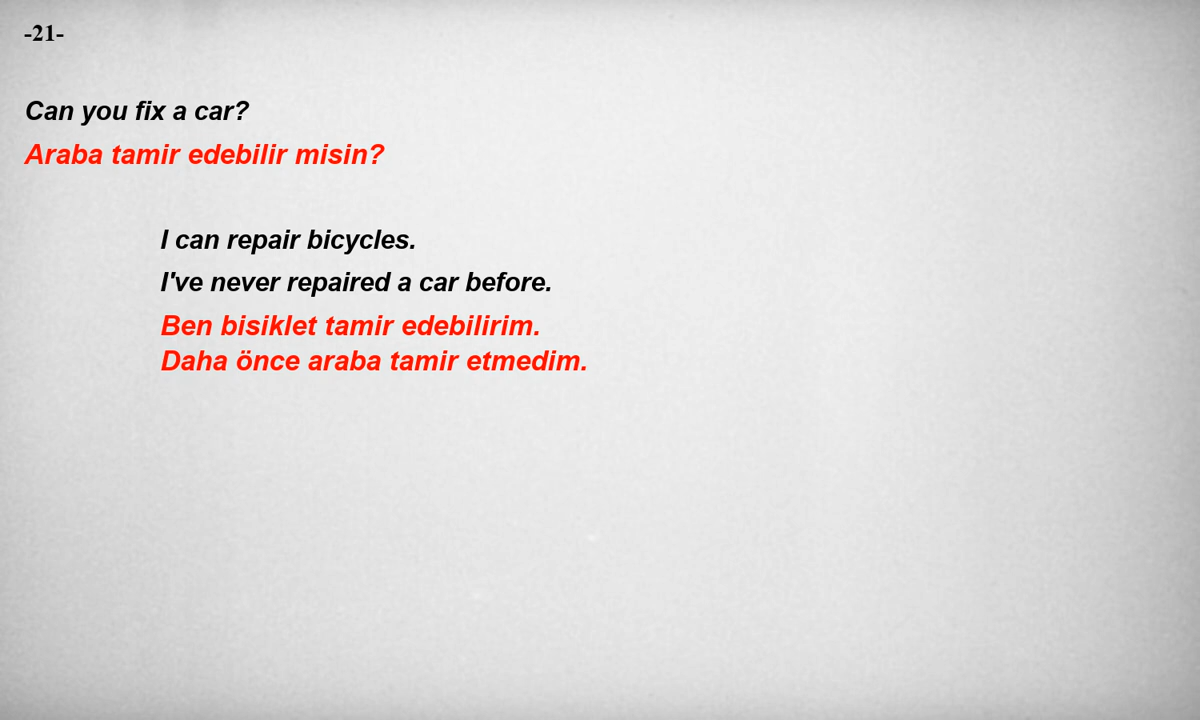 -21-
Can you fix a car?
Araba tamir edebilir misin?
I can repair bicycles.
I've never repaired a car before.
Ben bisiklet tamir edebilirim.
Daha önce araba tamir etmedim.